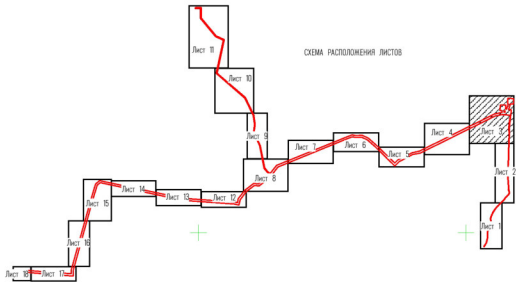 Лист 11
СХЕМА РАСПОЛОЖЕНИЯ ЛИСТОВ
Лист 10
Лист 9
Лист 4
Лист 3
Лист 7
Лист 6
Лист 5
Лист 8
Лист 2
Лист 14
Лист 13
Лист 12
Лист 15
Лист 1
Лист 16
Лист 18
Лист 17